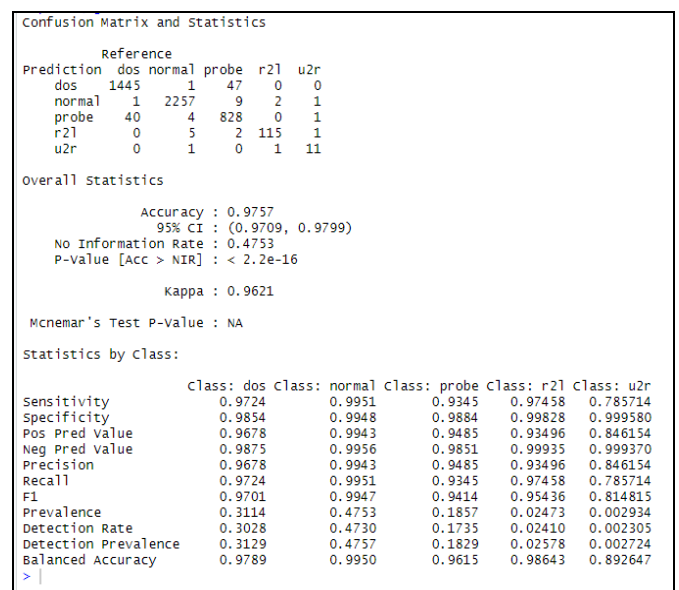 Confusion Matrix and Statistics
Reference
Prediction dos normal probe r2l u2r
dos 1445 1 47 0 0
normal 1 2257 9 2 1
probe 40 4 828 0 1
r2l 0 5 2 115 1
u2r 0 1 0 1 11
Overall Statistics
Accuracy : 0.9757
95% CI : (0.9709, 0.9799)
No Information Rate : 0.4753
P-Value [Acc > NIR] : < 2.2e-16
Kappa : 0.9621
Mcnemar's Test P-Value : NA
Statistics by Class:
Class: dos Class: normal Class: probe Class: r2l Class: u2r
Sensitivity 0.9724 0.9951 0.9345 0.97458 0.785714
Specificity 0.9854 0.9948 0.9884 0.99828 0.999580
Pos Pred Value 0.9678 0.9943 0.9485 0.93496 0.846154
Neg Pred Value 0.9875 0.9956 0.9851 0.99935 0.999370
Precision 0.9678 0.9943 0.9485 0.93496 0.846154
Recall 0.9724 0.9951 0.9345 0.97458 0.785714
F1 0.9701 0.9947 0.9414 0.95436 0.814815
Prevalence 0.3114 0.4753 0.1857 0.02473 0.002934
Detection Rate 0.3028 0.4730 0.1735 0.02410 0.002305
Detection Prevalence 0.3129 0.4757 0.1829 0.02578 0.002724
Balanced Accuracy 0.9789 0.9950 0.9615 0.98643 0.892647
>